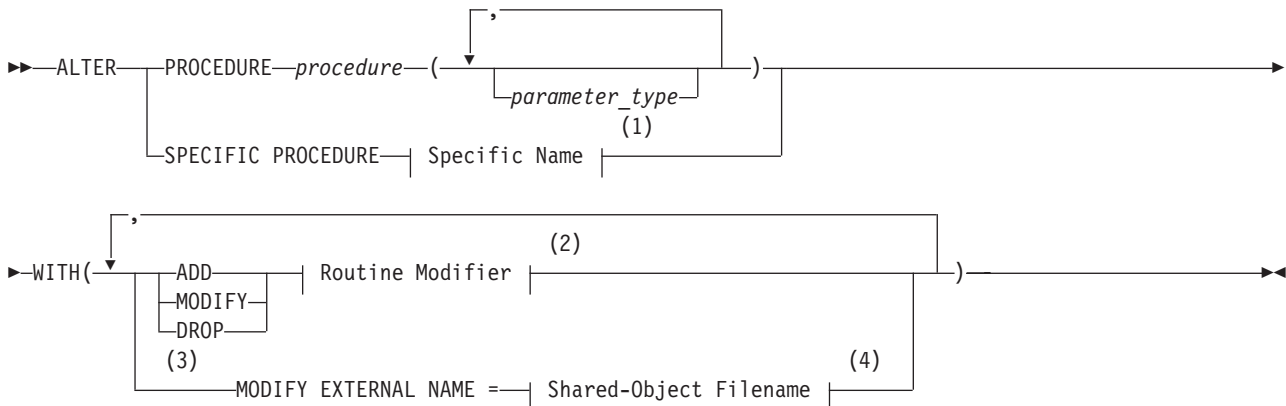 ,
ALTER PROCEDURE procedure ( )
parameter_type
(1)
SPECIFIC PROCEDURE Specific Name
,
(2)
WITH( ADD Routine Modifier )
MODIFY
DROP
(3) (4)
MODIFY EXTERNAL NAME = Shared-Object Filename